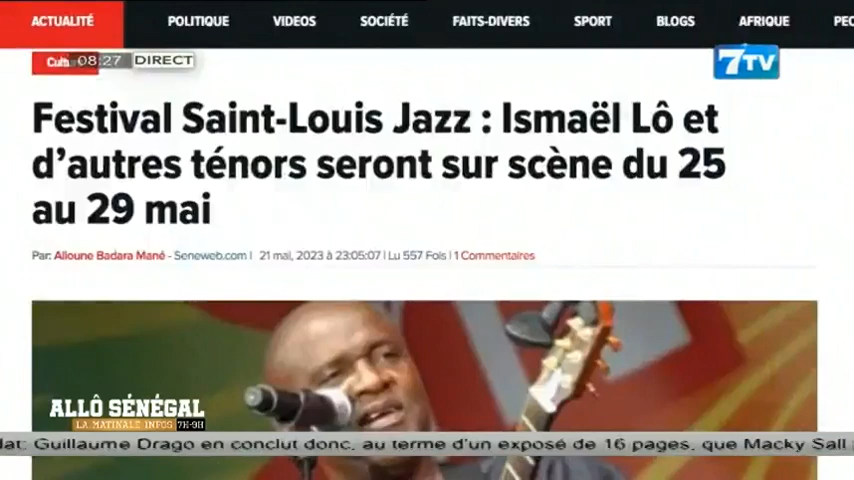 ACTUALITÉ POLITIQUE VIDEOS SOCIÉTÉ FAITS-DIVERS SPORT BLOGS AFRIQUE
08:27 DIRECT
7TV
Festival Saint-Louis Jazz : Ismaël Lô et
d’autres ténors seront sur scène du 25
au 29 mai
Par: Alioune Badara Mané - Seneweb.com | 21 mai, 2023 à 23:05:07 | Lu 557 Fois | 1 Commentaires
ALLÔ SÉNÉGAL
LA MATINALE INFOS 7H-9H
Guillaume Drago en conclut donc, au terme d'un exposé de 16 pages, que Macky Sall